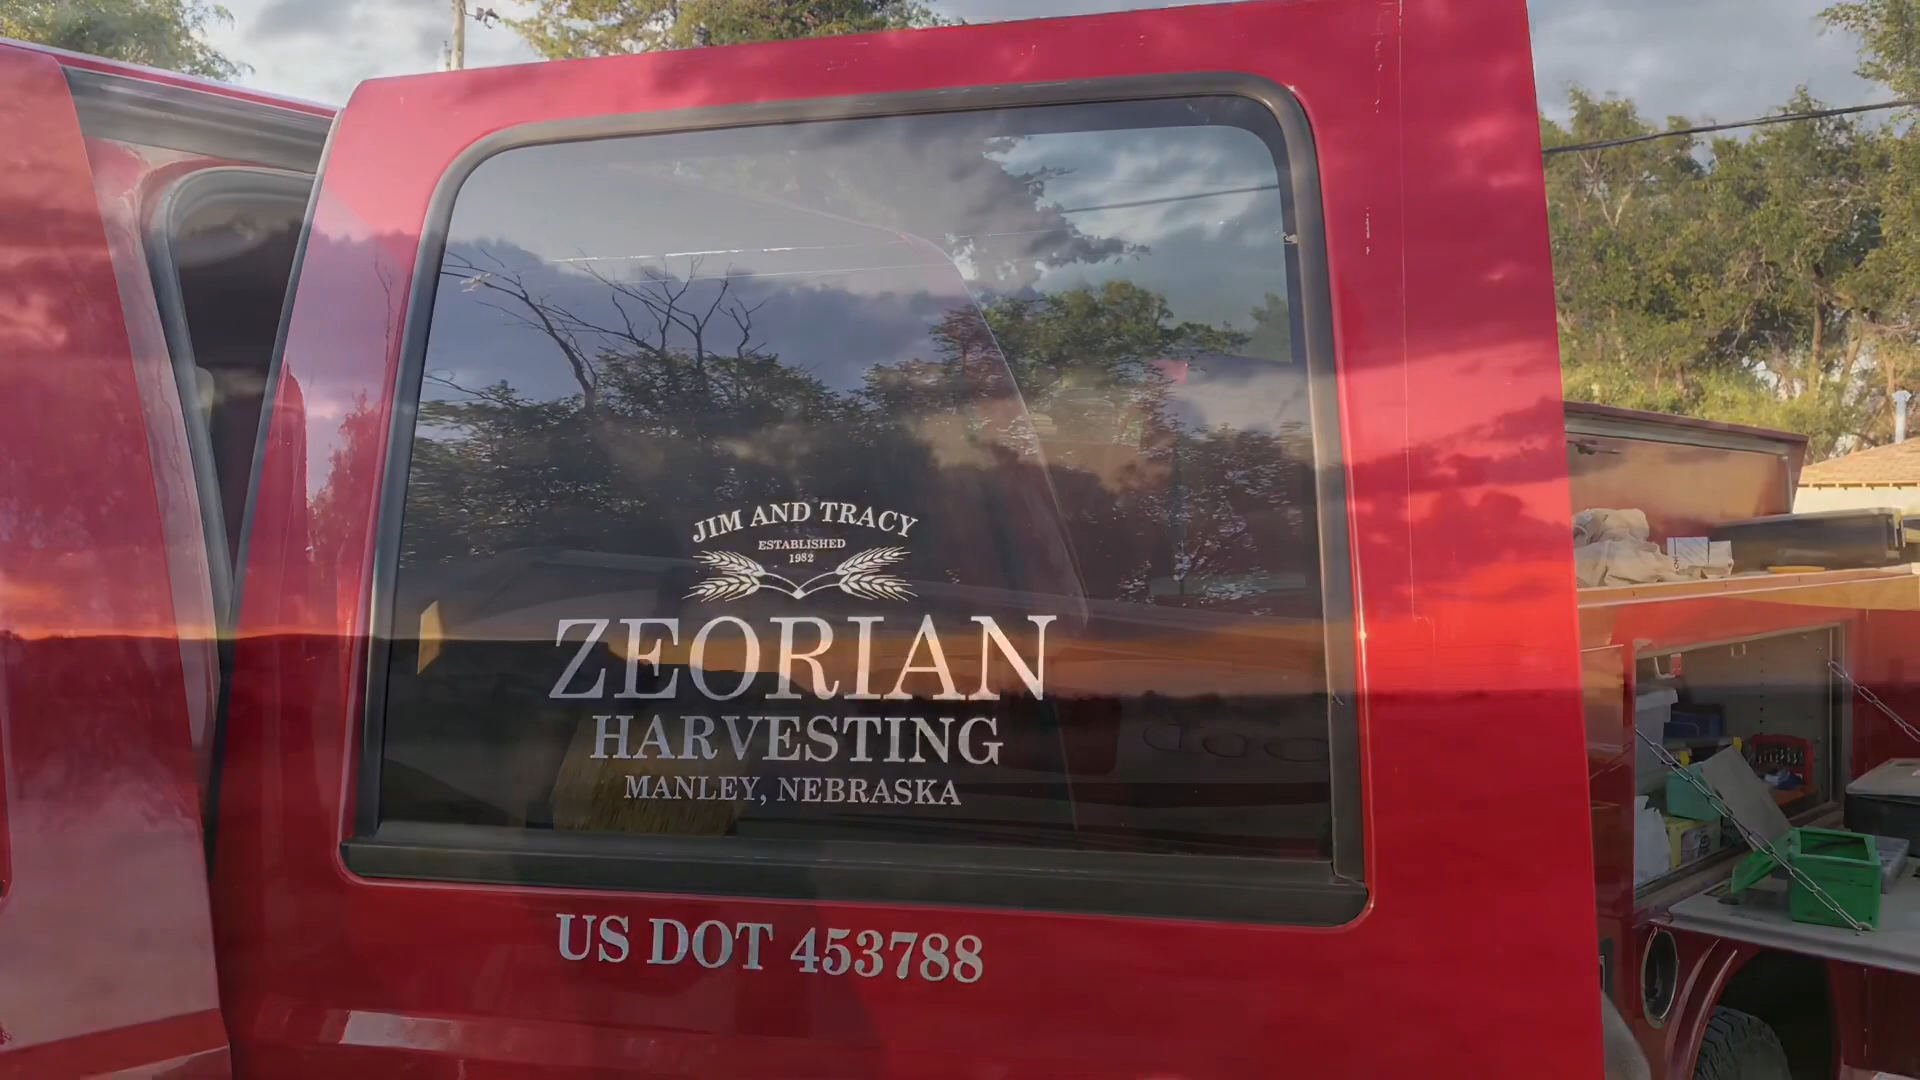 JIM AND TRACY
ESTABLISHED
1982
ZEORIAN
HARVESTING
MANLEY, NEBRASKA
US DOT 453788